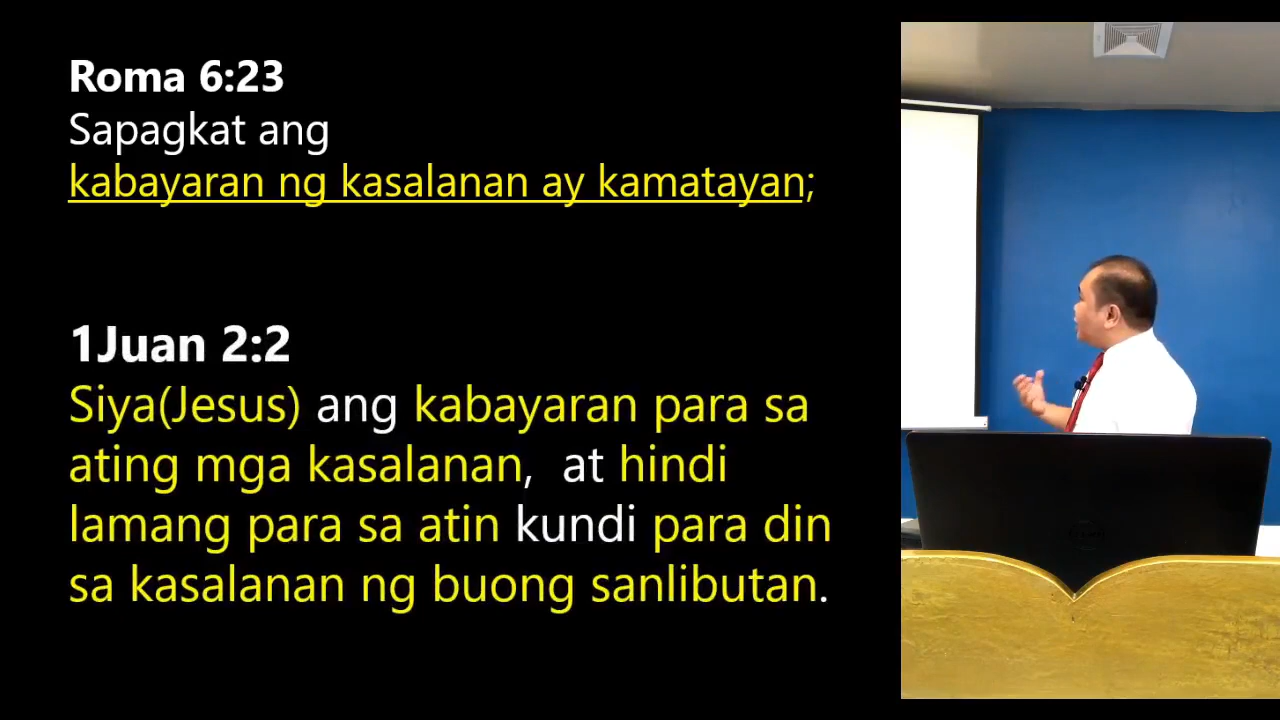 Roma 6:23
Sapagkat ang
kabayaran ng kasalanan ay kamatayan;
1Juan 2:2
Siya(Jesus) ang kabayaran para sa
ating mga kasalanan,  at hindi
lamang para sa atin kundi para din
sa kasalanan ng buong sanlibutan.